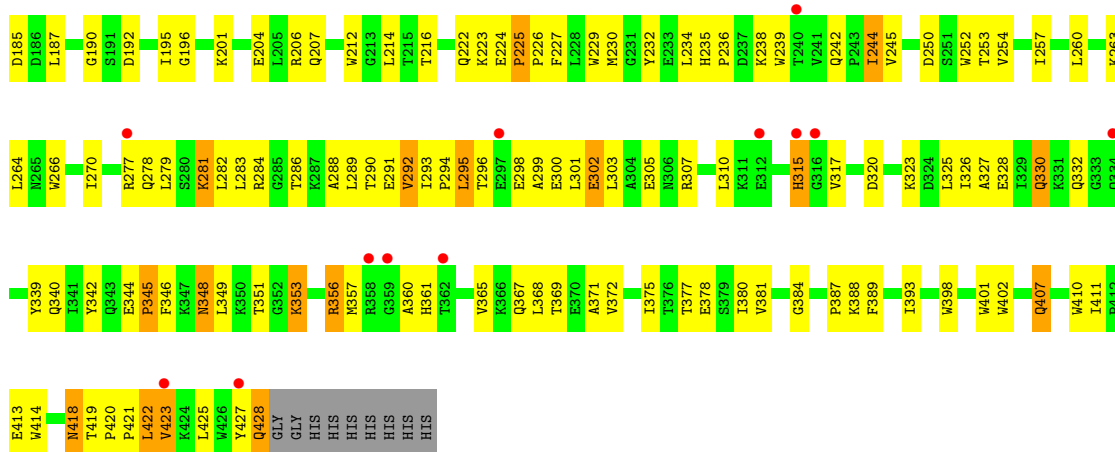 D185 D186 L187 G190 S191 D192 I195 G196 K201 E204 L205 R206 Q207 W212 G213 L214 T215 T216 Q222 K223 E224 P225 P226 F227 L228 W229 M230 G231 Y232 E233 L234 H235 P236 D237 K238 W239 T240 V241 Q242 P243 I244 V245 D250 S251 W252 T253 V254 I257 L260 K263
L264 N265 W266 I270 R277 Q278 L279 S280 K281 L282 L283 R284 G285 T286 K287 A288 L289 T290 E291 V292 I293 P294 L295 T296 E297 E298 A299 E300 L301 E302 L303 A304 E305 N306 R307 L310 K311 E312 H315 G316 V317 D320 K323 D324 L325 I326 A327 E328 I329 Q330 K331 Q332 G333
Y339 Q340 I341 Y342 Q343 E344 P345 F346 K347 N348 L349 K350 T351 G352 K353 R356 M357 R358 G359 A360 H361 T362 V365 K366 Q367 L368 T369 E370 A371 V372 I375 T376 T377 E378 S379 I380 V381 G384 P387 K388 F389 I393 W398 W401 W402 Q407 W410 I411
E413 W414 N418 T419 P420 P421 L422 V423 K424 L425 W426 Y427 Q428 GLY GLY HIS HIS HIS HIS HIS HIS HIS